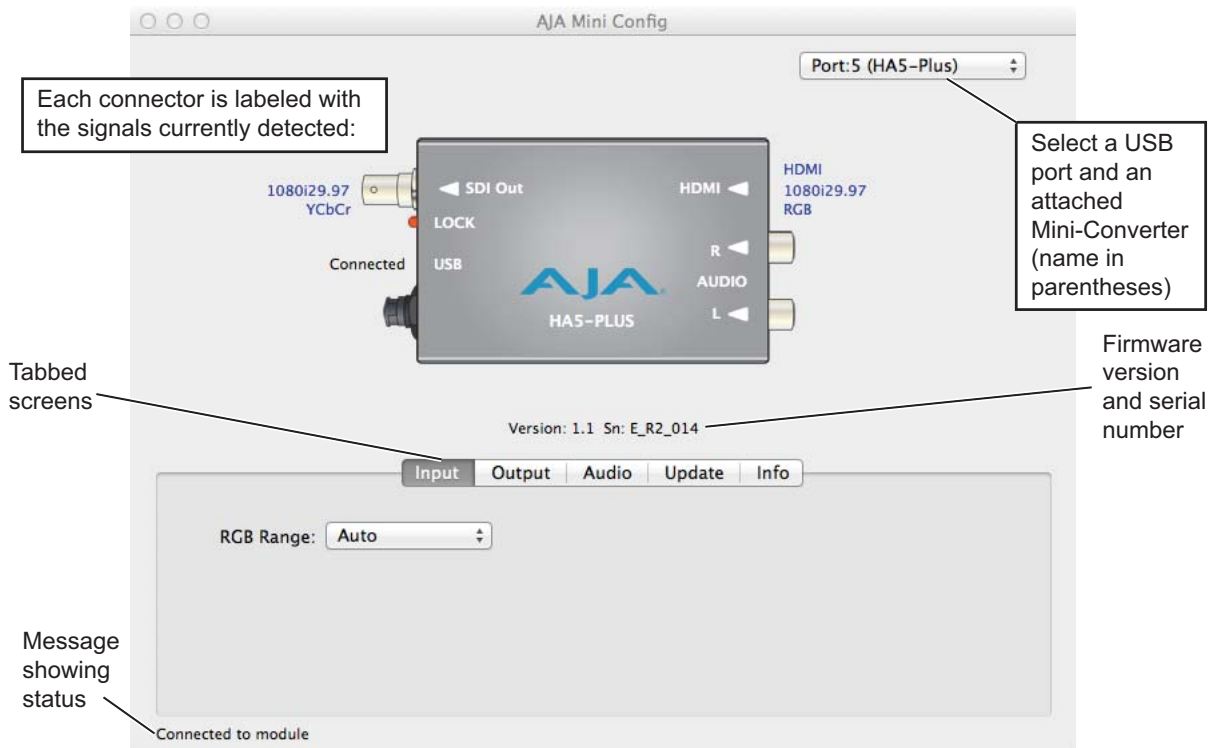 AJA Mini Config
Port:5 (HA5-Plus)
Each connector is labeled with
the signals currently detected:
Select a USB
port and an
attached
Mini-Converter
(name in
parentheses)
1080i29.97
YCbCr
SDI Out
LOCK
Connected
USB
HDMI
HDMI
1080i29.97
RGB
R
AUDIO
L
AJA
HA5-PLUS
Tabbed
screens
Firmware
version
and serial
number
Version: 1.1 Sn: E_R2_014
Input Output Audio Update Info
RGB Range: Auto
Message
showing
status
Connected to module